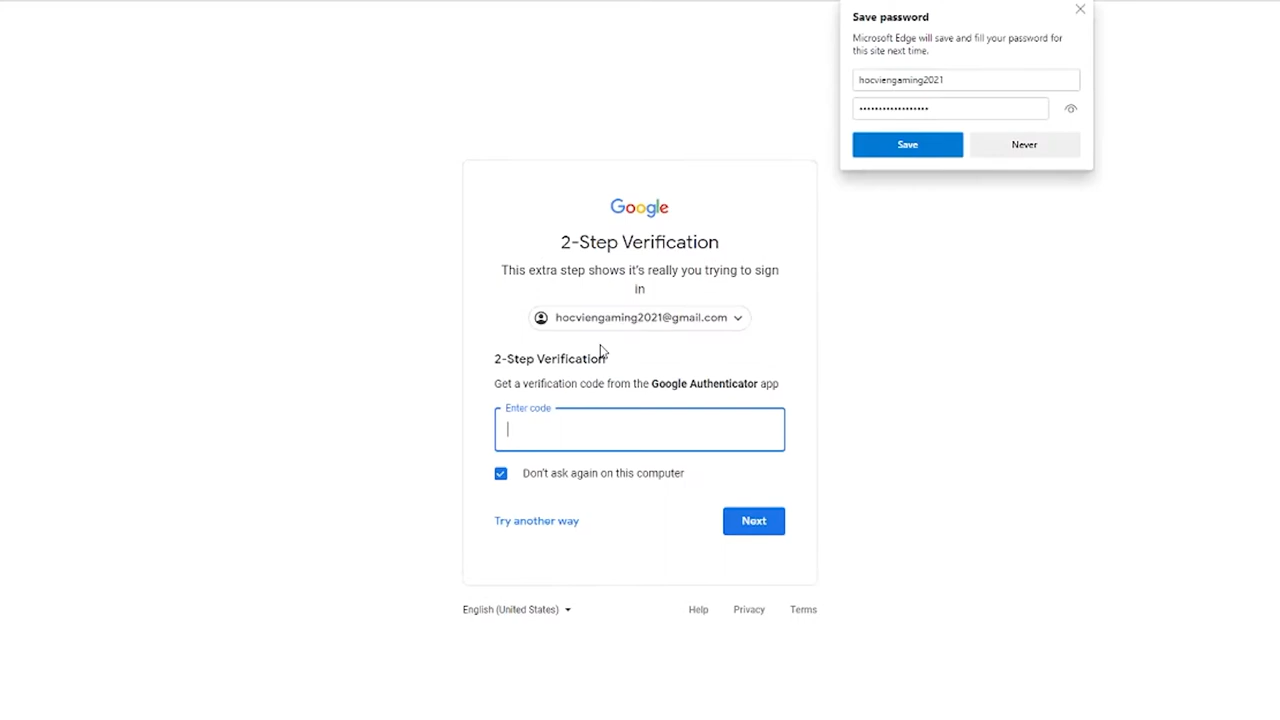 Save password
Microsoft Edge will save and fill your password for
this site next time.
hocviengaming2021
••••••••••••••••••
Save
Never
Google
2-Step Verification
This extra step shows it's really you trying to sign
in
hocviengaming2021@gmail.com
2-Step Verification
Get a verification code from the Google Authenticator app
Enter code
Don't ask again on this computer
Try another way
Next
English (United States)
Help
Privacy
Terms